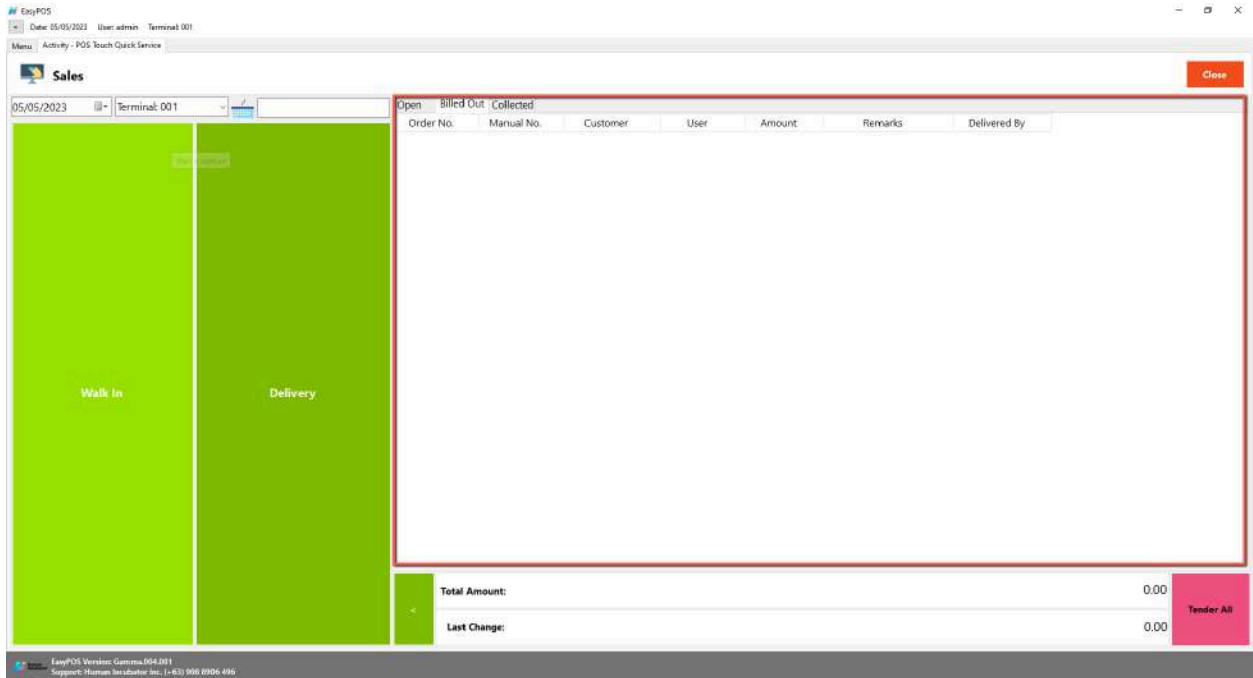 EasyPOS
Date: 05/05/2023 User: admin Terminal: 001
Menu Activity - POS Touch Quick Service
Sales
Close
05/05/2023 Terminal: 001
Open Billed Out Collected
Order No. Manual No. Customer User Amount Remarks Delivered By
Walk In
Delivery
Total Amount: 0.00
<
Tender All
Last Change: 0.00
EasyPOS Version: Gamma.004.001
Support: Human Incubator Inc. (+63) 908 8906 496